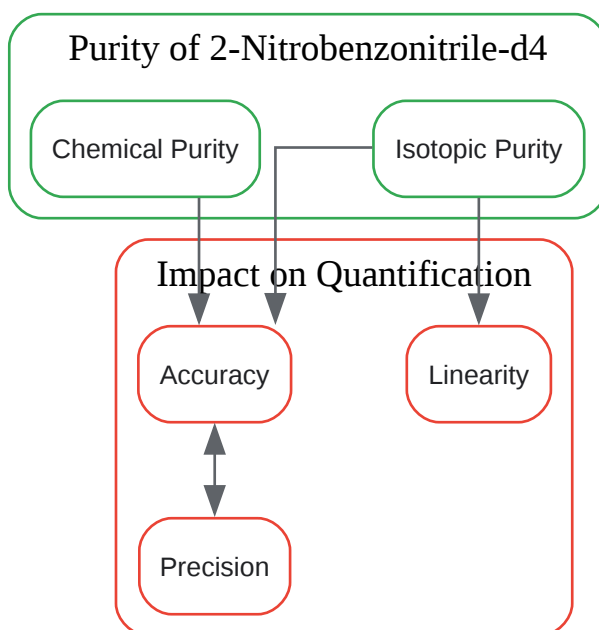 Purity of 2-Nitrobenzonitrile-d4
Chemical Purity
Isotopic Purity
Impact on Quantification
Accuracy
Linearity
Precision